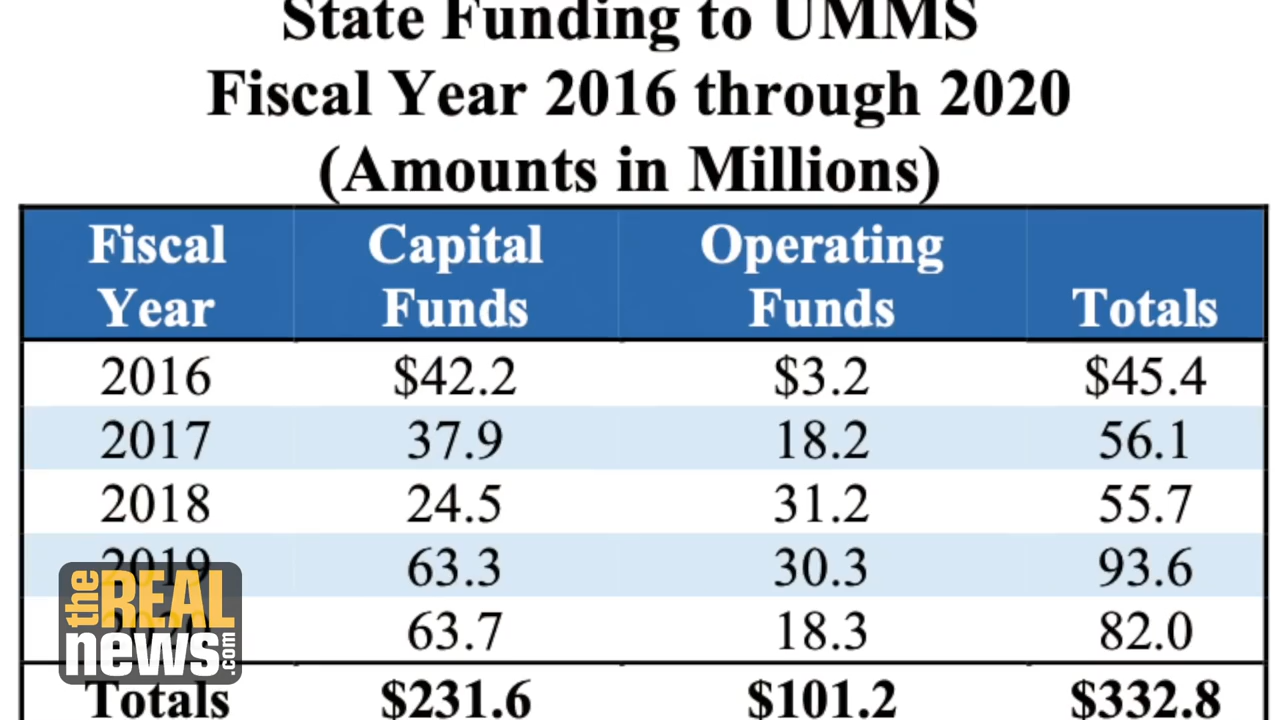 State Funding to UMMS
Fiscal Year 2016 through 2020
(Amounts in Millions)
Fiscal Year Capital Funds Operating Funds Totals
2016 $42.2 $3.2 $45.4
2017 37.9 18.2 56.1
2018 24.5 31.2 55.7
2019 63.3 30.3 93.6
2020 63.7 18.3 82.0
Totals $231.6 $101.2 $332.8
the REAL news.com